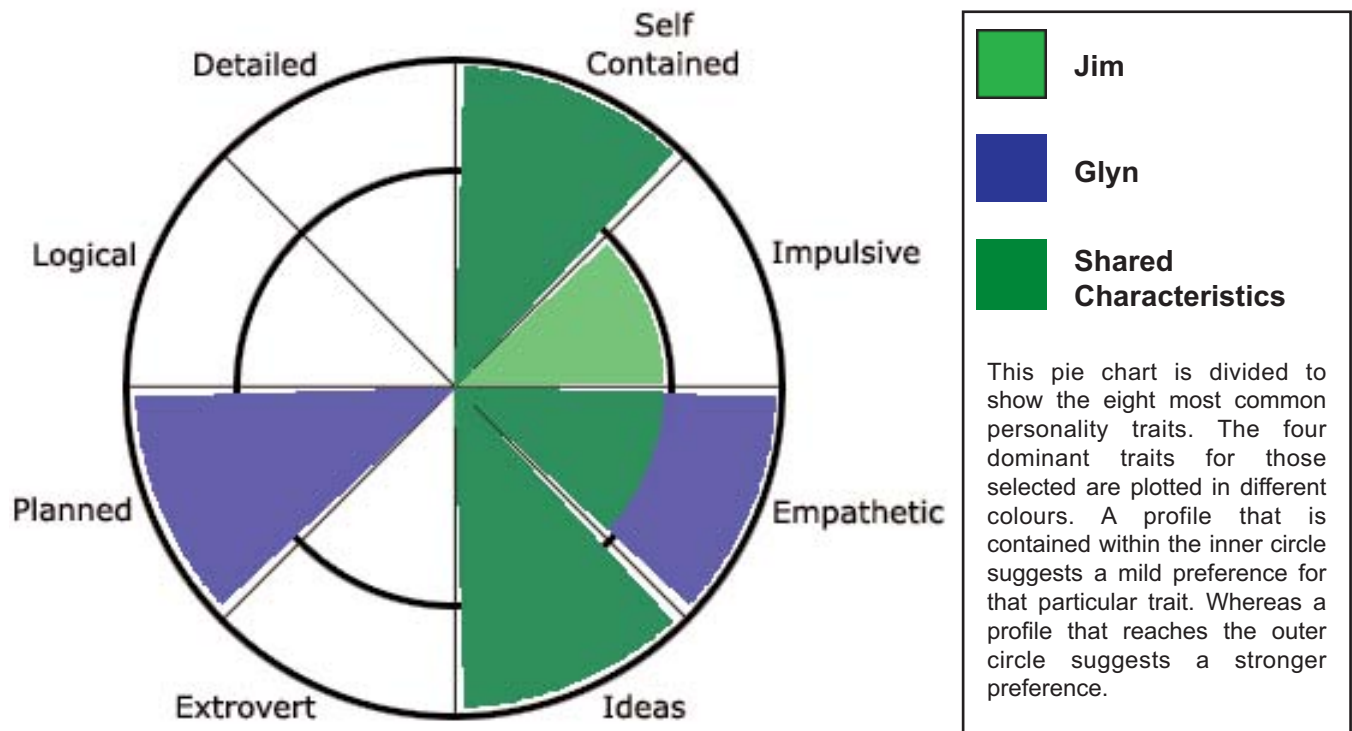 Self
Contained
Detailed
Impulsive
Logical
Empathetic
Planned
Ideas
Extrovert
Jim
Glyn
Shared
Characteristics
This pie chart is divided to
show the eight most common
personality traits. The four
dominant traits for those
selected are plotted in different
colours. A profile that is
contained within the inner circle
suggests a mild preference for
that particular trait. Whereas a
profile that reaches the outer
circle suggests a stronger
preference.